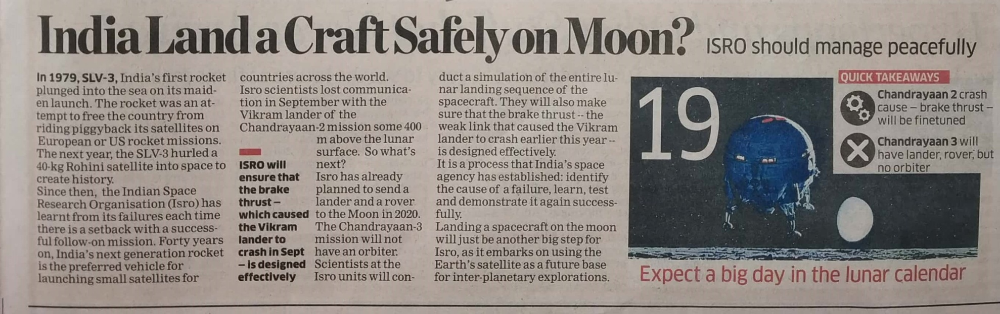 India Land a Craft Safely on Moon? ISRO should manage peacefully
In 1979, SLV-3, India's first rocket
plunged into the sea on its maid-
en launch. The rocket was an at-
tempt to free the country from
riding piggyback its satellites on
European or US rocket missions.
The next year, the SLV-3 hurled a
40-kg Rohini satellite into space to
create history.
Since then, the Indian Space
Research Organisation (Isro) has
learnt from its failures each time
there is a setback with a success-
ful follow-on mission. Forty years
on, India's next generation rocket
is the preferred vehicle for
launching small satellites for
countries across the world.
Isro scientists lost communica-
tion in September with the
Vikram lander of the
Chandrayaan-2 mission some 400
m above the lunar
surface. So what's
next?
Isro has already
planned to send a
lander and a rover
to the Moon in 2020.
The Chandrayaan-3
mission will not
have an orbiter.
Scientists at the
Isro units will con-
ISRO will
ensure that
the brake
thrust –
which caused
the Vikram
lander to
crash in Sept
– is designed
effectively
duct a simulation of the entire lu-
nar landing sequence of the
spacecraft. They will also make
sure that the brake thrust -- the
weak link that caused the Vikram
lander to crash earlier this year --
is designed effectively.
It is a process that India's space
agency has established: identify
the cause of a failure, learn, test
and demonstrate it again success-
fully.
Landing a spacecraft on the moon
will just be another big step for
Isro, as it embarks on using the
Earth's satellite as a future base
for inter-planetary explorations.
19
QUICK TAKEAWAYS
Chandrayaan 2 crash
cause – brake thrust –
will be finetuned
Chandrayaan 3 will
have lander, rover, but
no orbiter
Expect a big day in the lunar calendar